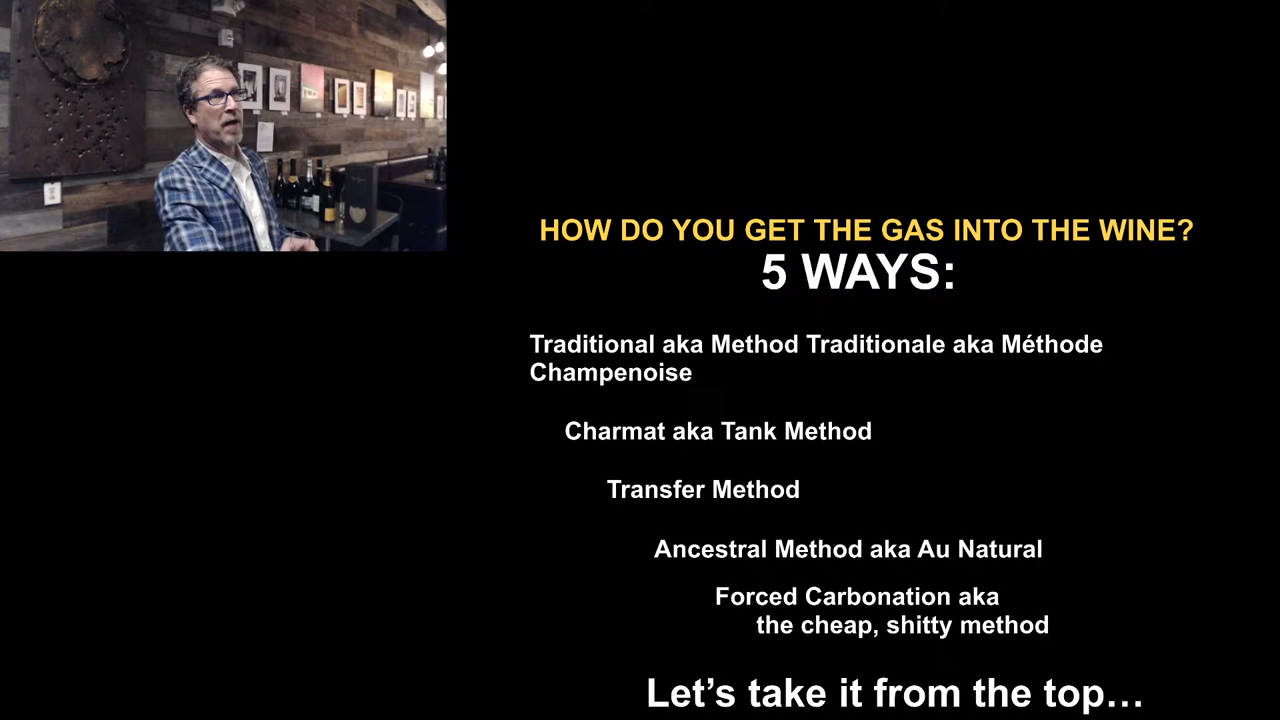 HOW DO YOU GET THE GAS INTO THE WINE?
5 WAYS:
Traditional aka Method Traditionale aka Méthode
Champenoise
Charmat aka Tank Method
Transfer Method
Ancestral Method aka Au Natural
Forced Carbonation aka
the cheap, shitty method
Let’s take it from the top…